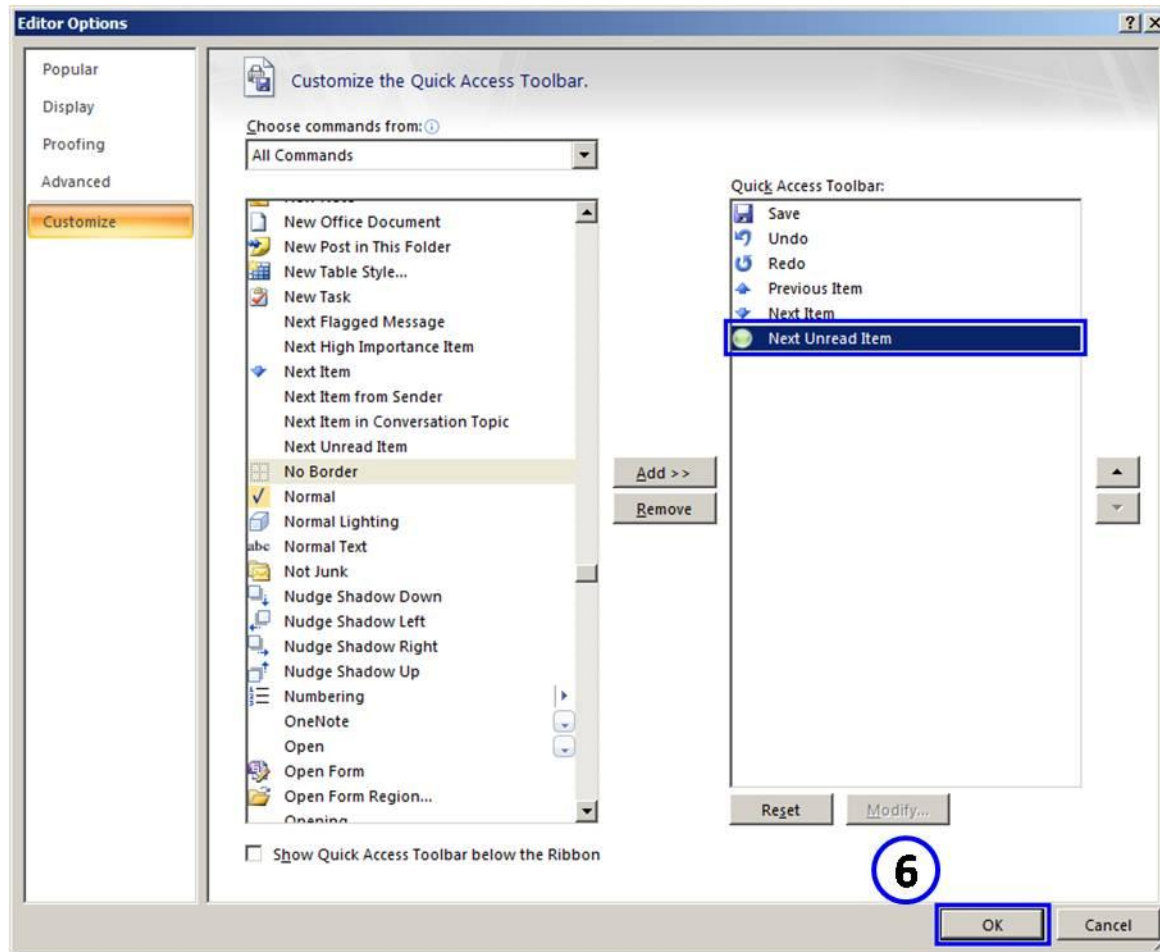 Editor Options
Popular
Display
Proofing
Advanced
Customize
Customize the Quick Access Toolbar.
Choose commands from:
All Commands
New Office Document
New Post in This Folder
New Table Style...
New Task
Next Flagged Message
Next High Importance Item
Next Item
Next Item from Sender
Next Item in Conversation Topic
Next Unread Item
No Border
Normal
Normal Lighting
abc Normal Text
Not Junk
Nudge Shadow Down
Nudge Shadow Left
Nudge Shadow Right
Nudge Shadow Up
Numbering
OneNote
Open
Open Form
Open Form Region...
Opening
Show Quick Access Toolbar below the Ribbon
Add >>
Remove
Quick Access Toolbar:
Save
Undo
Redo
Previous Item
Next Item
Next Unread Item
Reset
Modify...
6
OK
Cancel